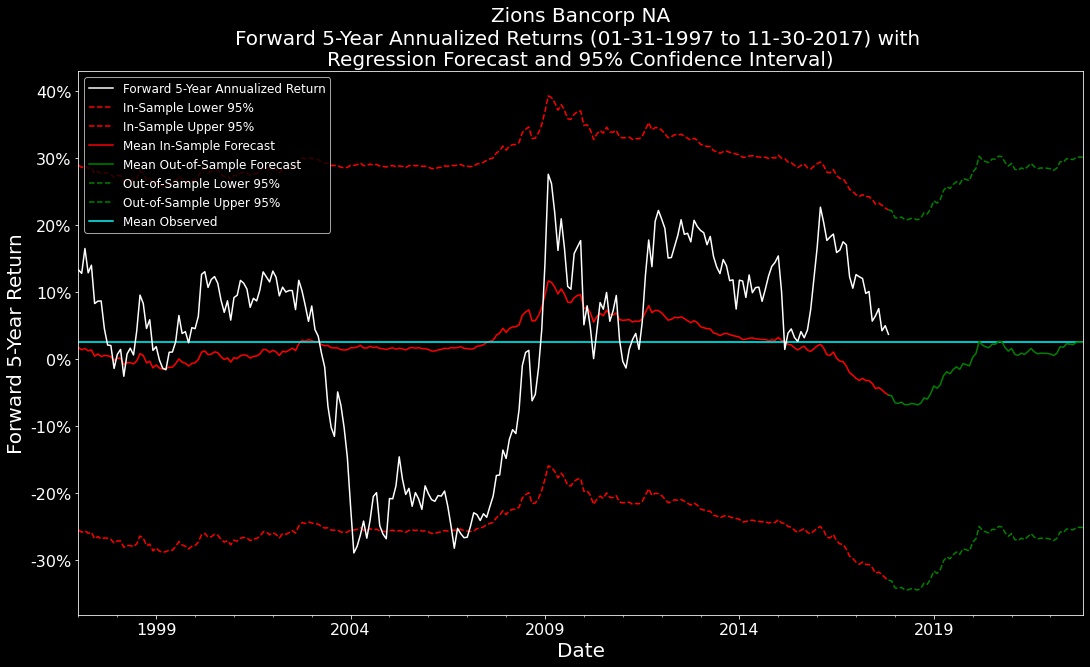 Zions Bancorp NA
Forward 5-Year Annualized Returns (01-31-1997 to 11-30-2017) with
Regression Forecast and 95% Confidence Interval)
Forward 5-Year Annualized Return
In-Sample Lower 95%
In-Sample Upper 95%
Mean In-Sample Forecast
Mean Out-of-Sample Forecast
Out-of-Sample Lower 95%
Out-of-Sample Upper 95%
Mean Observed
Forward 5-Year Return
40%
30%
20%
10%
0%
-10%
-20%
-30%
1999
2004
2009
2014
2019
Date